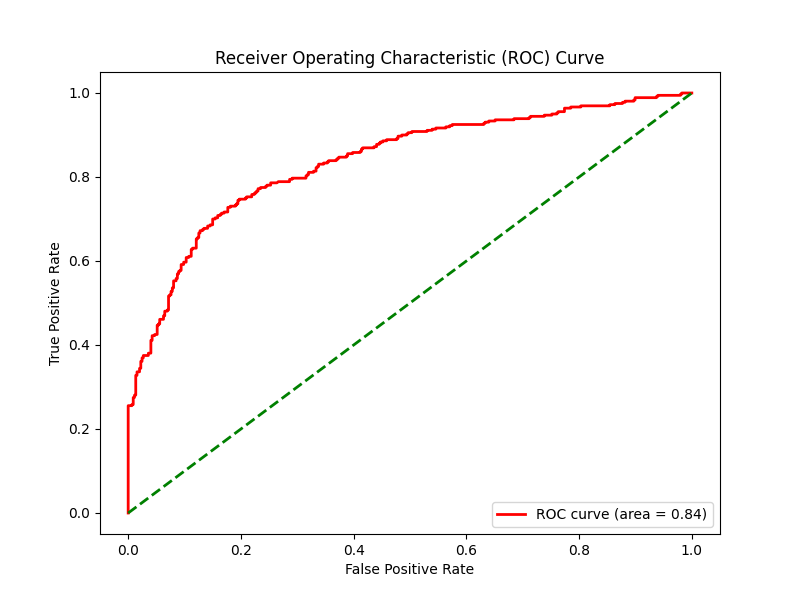 Receiver Operating Characteristic (ROC) Curve
1.0
0.8
0.6
0.4
0.2
0.0
True Positive Rate
ROC curve (area = 0.84)
0.0 0.2 0.4 0.6 0.8 1.0
False Positive Rate